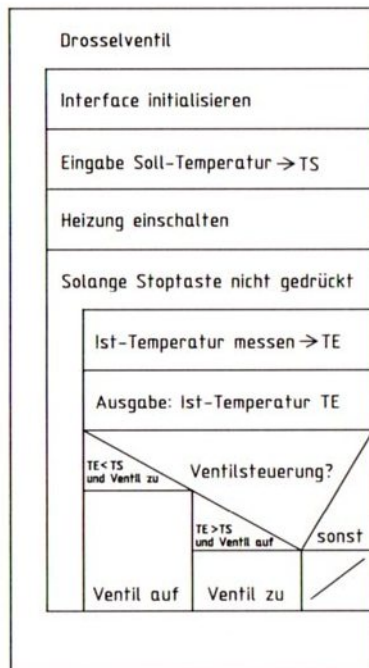 Drosselventil
Interface initialisieren
Eingabe Soll-Temperatur → TS
Heizung einschalten
Solange Stoptaste nicht gedrückt
Ist-Temperatur messen → TE
Ausgabe: Ist-Temperatur TE
Ventilsteuerung?
TE<TS
und Ventil zu
TE>TS
und Ventil auf
sonst
Ventil auf
Ventil zu